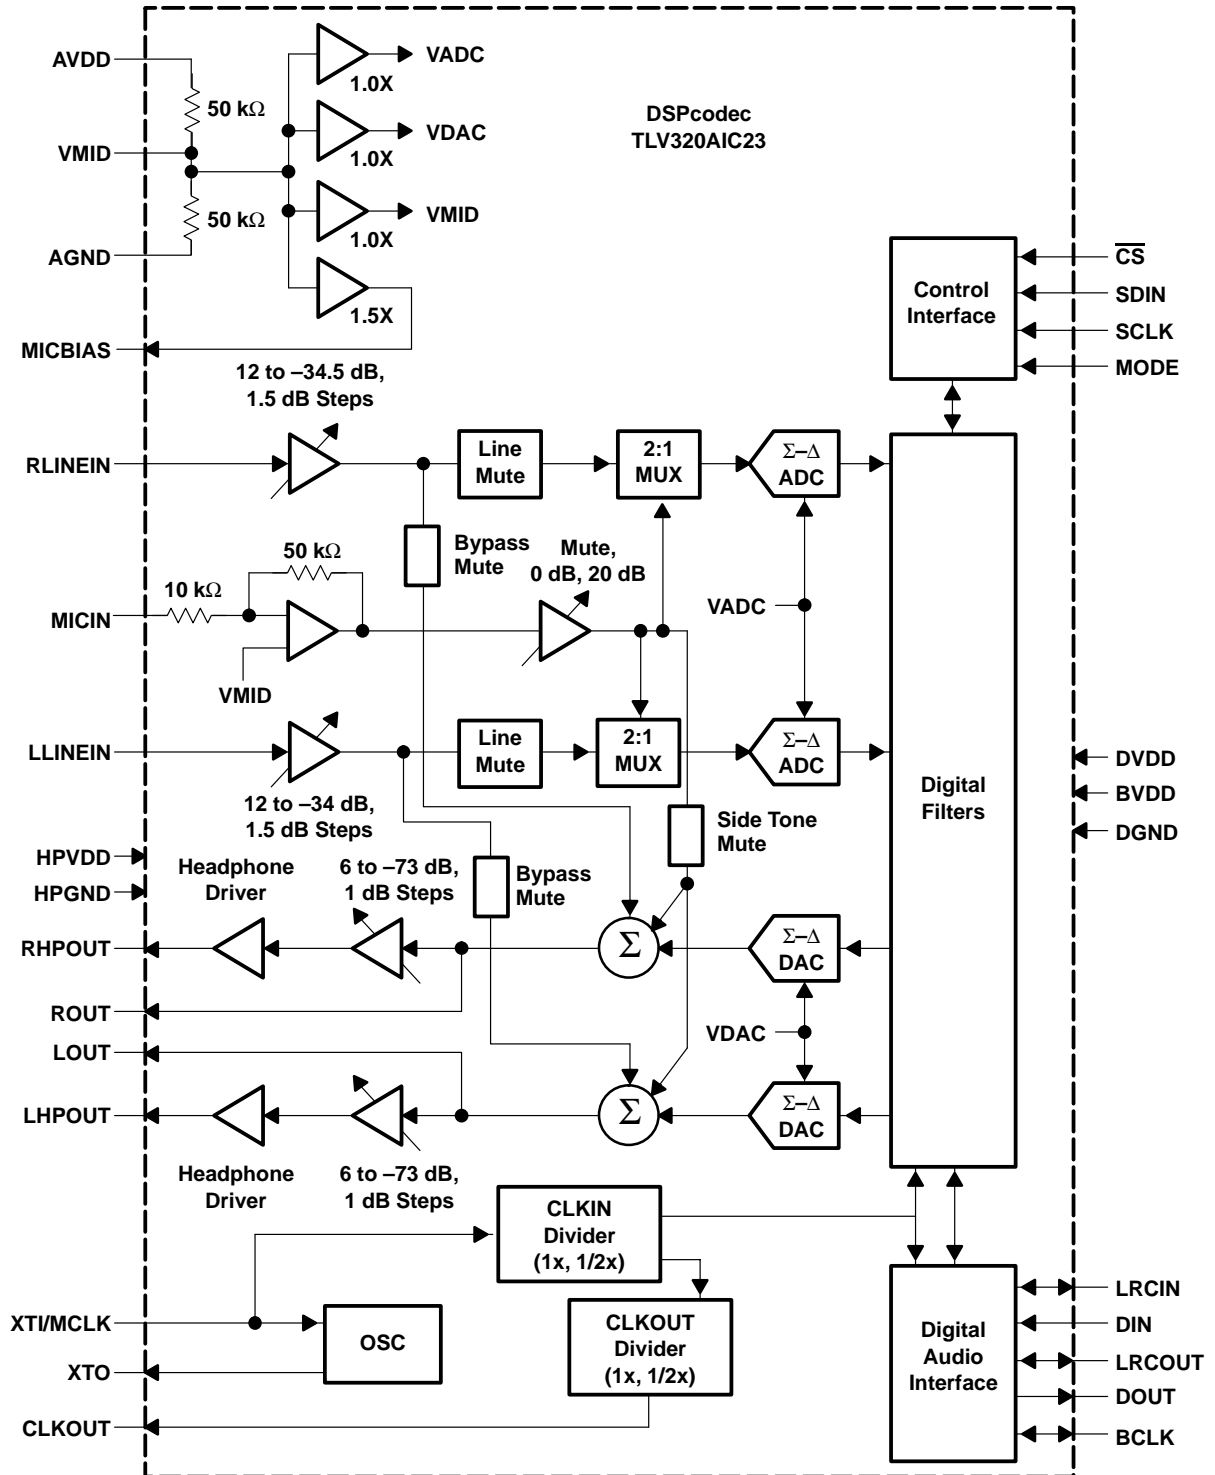 AVDD
50 kΩ
VMID
50 kΩ
AGND
VADC
1.0X
VDAC
1.0X
VMID
1.0X
1.5X
MICBIAS
DSPcodec
TLV320AIC23
Control
Interface
CS
SDIN
SCLK
MODE
12 to –34.5 dB,
1.5 dB Steps
RLINEIN
Line
Mute
2:1
MUX
Σ–Δ
ADC
Bypass
Mute
Mute,
0 dB, 20 dB
50 kΩ
10 kΩ
MICIN
VMID
VADC
LLINEIN
Line
Mute
2:1
MUX
Σ–Δ
ADC
12 to –34 dB,
1.5 dB Steps
Digital
Filters
DVDD
BVDD
DGND
Side Tone
Mute
HPVDD
HPGND
Headphone
Driver
6 to –73 dB,
1 dB Steps
Bypass
Mute
RHPOUT
Σ
Σ–Δ
DAC
ROUT
LOUT
VDAC
LHPOUT
Σ
Σ–Δ
DAC
Headphone
Driver
6 to –73 dB,
1 dB Steps
CLKIN
Divider
(1x, 1/2x)
XTI/MCLK
OSC
XTO
CLKOUT
Divider
(1x, 1/2x)
CLKOUT
Digital
Audio
Interface
LRCIN
DIN
LRCOUT
DOUT
BCLK